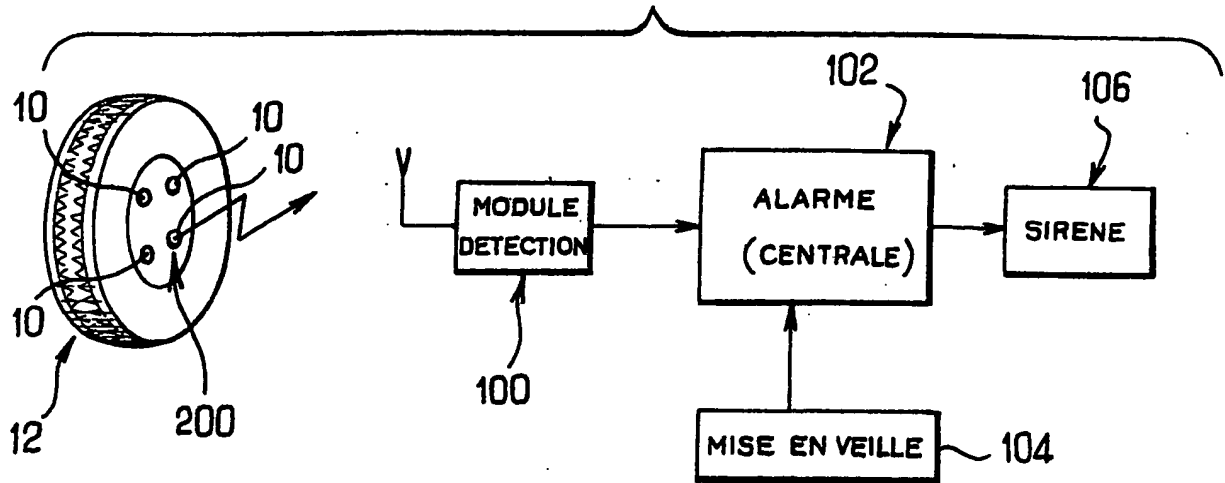 10
10
10
10
12
200
MODULE
DETECTION
100
102
ALARME
(CENTRALE)
106
SIRENE
MISE EN VEILLE
104